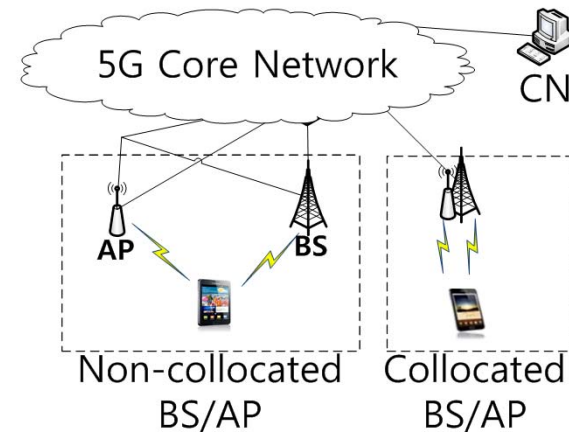 5G Core Network
CN
AP
BS
Non-collocated
BS/AP
Collocated
BS/AP